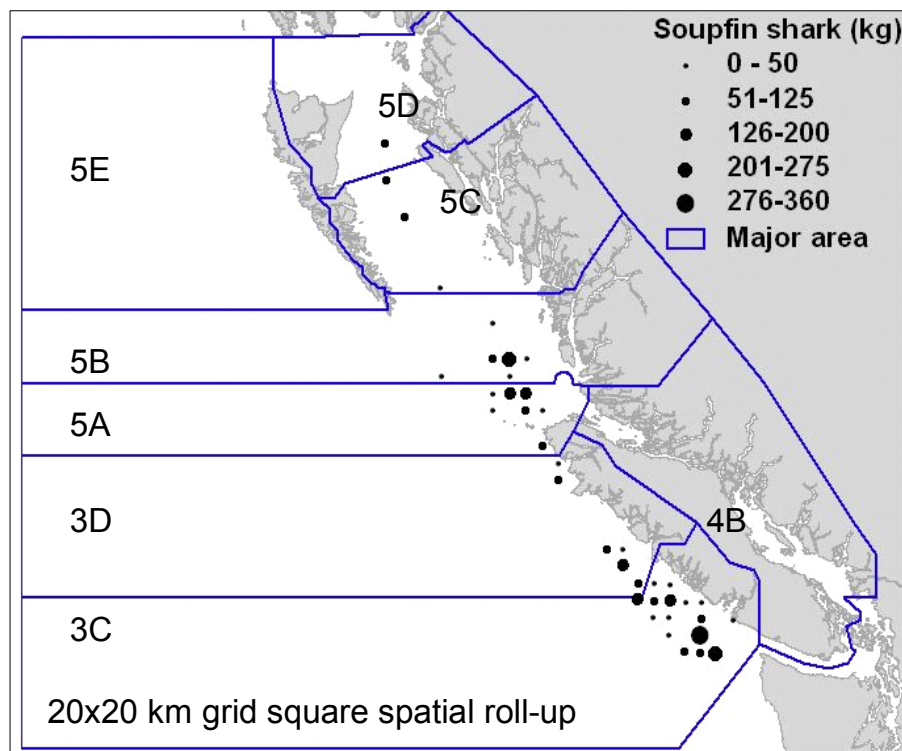 Soupfin shark (kg)
0 - 50
51-125
126-200
201-275
276-360
Major area
5D
5E
5C
5B
5A
3D
4B
3C
20x20 km grid square spatial roll-up